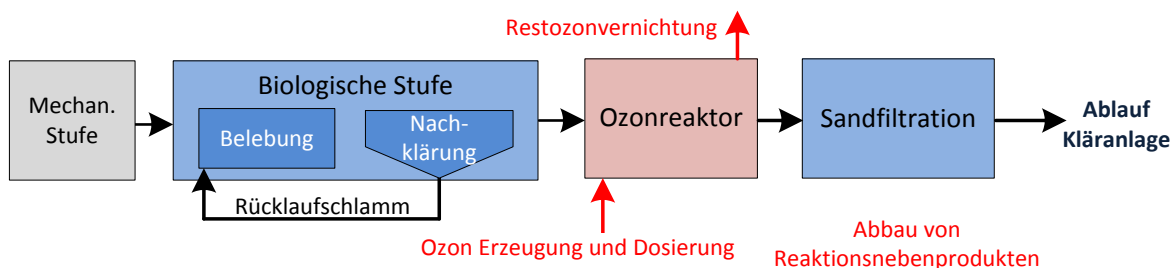 Restozonvernichtung
Mechan.
Stufe
Biologische Stufe
Belebung
Nach-
klärung
Rücklaufschlamm
Ozonreaktor
Ozon Erzeugung und Dosierung
Sandfiltration
Abbau von
Reaktionsnebenprodukten
Ablauf
Kläranlage